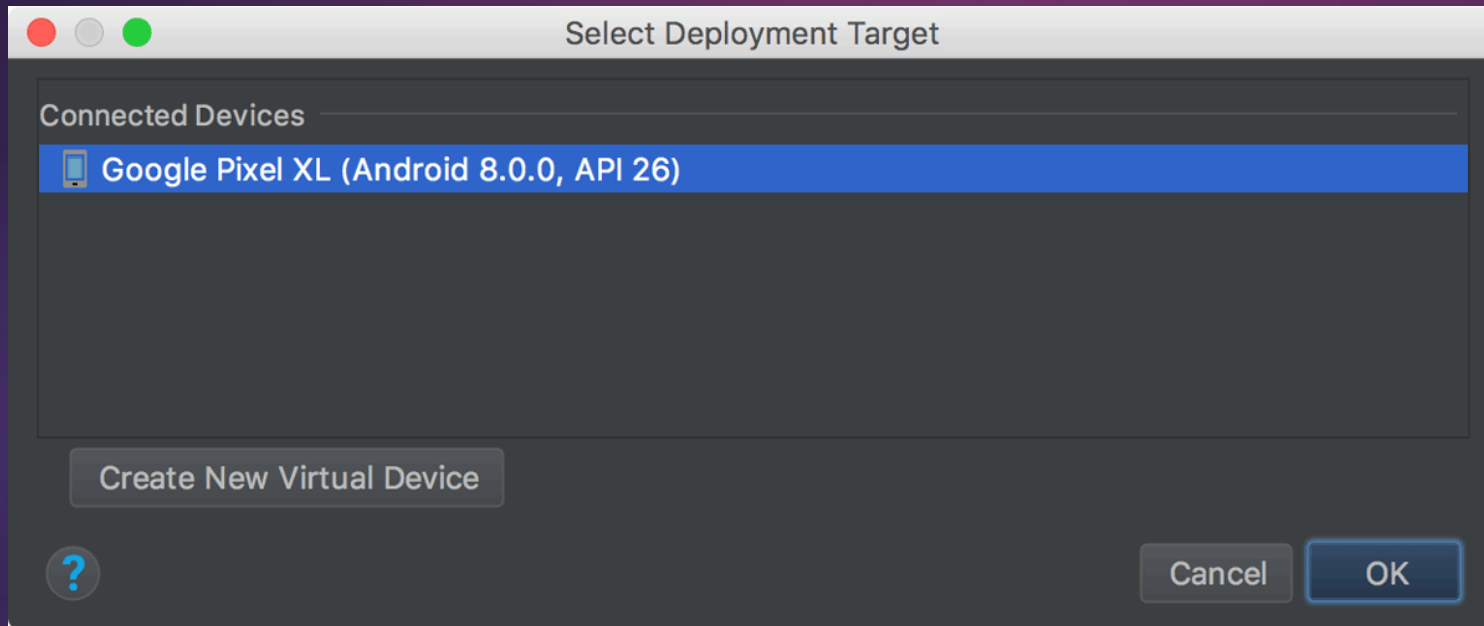 Select Deployment Target
Connected Devices
Google Pixel XL (Android 8.0.0, API 26)
Create New Virtual Device
?
Cancel
OK